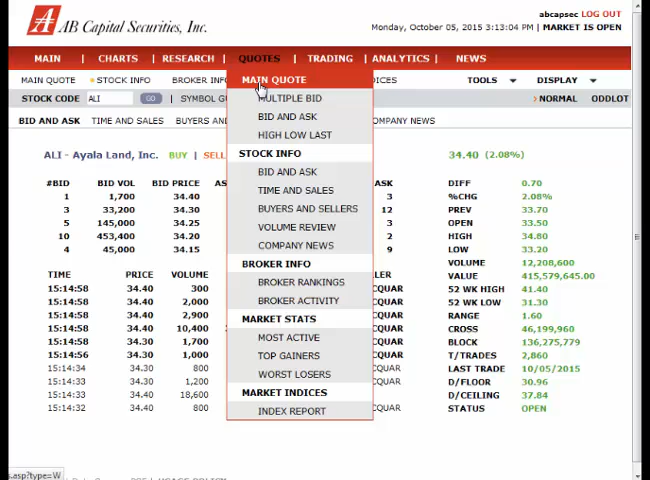 AB Capital Securities, Inc.
abcapsec LOG OUT
Monday, October 05, 2015 3:13:04 PM | MARKET IS OPEN
MAIN | CHARTS | RESEARCH | QUOTES | TRADING | ANALYTICS | NEWS
MAIN QUOTE STOCK INFO BROKER INFO MAIN QUOTE DICES TOOLS DISPLAY
STOCK CODE ALI GO | SYMBOL GU MULTIPLE BID NORMAL ODDLOT
BID AND ASK TIME AND SALES BUYERS AN BID AND ASK OMPANY NEWS
HIGH LOW LAST
STOCK INFO
BID AND ASK
TIME AND SALES
BUYERS AND SELLERS
VOLUME REVIEW
COMPANY NEWS
BROKER INFO
BROKER RANKINGS
BROKER ACTIVITY
MARKET STATS
MOST ACTIVE
TOP GAINERS
WORST LOSERS
MARKET INDICES
INDEX REPORT
ALI - Ayala Land, Inc. BUY | SELL 34.40 (2.08%)
#BID BID VOL BID PRICE AS ASK
1 1,700 34.40 3
3 33,200 34.30 12
5 145,000 34.25 3
10 453,400 34.20 2
4 45,000 34.15 9
TIME PRICE VOLUME LER
15:14:58 34.40 300 CQUAR
15:14:58 34.40 2,000 CQUAR
15:14:58 34.40 2,900 CQUAR
15:14:58 34.40 10,400 CQUAR
15:14:58 34.40 1,700 CQUAR
15:14:56 34.40 1,000 CQUAR
15:14:34 34.30 800 CQUAR
15:14:33 34.40 1,200 CQUAR
15:14:33 34.40 18,600 CQUAR
15:14:32 34.40 800 CQUAR
DIFF 0.70
%CHG 2.08%
PREV 33.70
OPEN 33.50
HIGH 34.80
LOW 33.20
VOLUME 12,208,600
VALUE 415,579,645.00
52 WK HIGH 41.40
52 WK LOW 31.30
RANGE 1.60
CROSS 46,199,960
BLOCK 136,275,779
T/TRADES 2,860
LAST TRADE 10/05/2015
D/FLOOR 30.96
D/CEILING 37.84
STATUS OPEN
s.asp?type=W